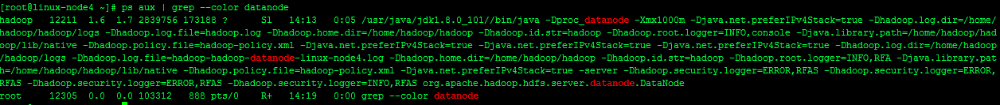 [root@linux-node4 ~]# ps aux | grep --color datanode
hadoop   12211  1.6  1.7 2839756 173188 ?      Sl   14:13   0:05 /usr/java/jdk1.8.0_101//bin/java -Dproc_datanode -Xmx1000m -Djava.net.preferIPv4Stack=true -Dhadoop.log.dir=/home/
hadoop/hadoop/logs -Dhadoop.log.file=hadoop.log -Dhadoop.home.dir=/home/hadoop/hadoop -Dhadoop.id.str=hadoop -Dhadoop.root.logger=INFO,console -Djava.library.path=/home/hadoop/had
oop/lib/native -Dhadoop.policy.file=hadoop-policy.xml -Djava.net.preferIPv4Stack=true -Djava.net.preferIPv4Stack=true -Djava.net.preferIPv4Stack=true -Dhadoop.log.dir=/home/hadoop
/hadoop/logs -Dhadoop.log.file=hadoop-hadoop-datanode-linux-node4.log -Dhadoop.home.dir=/home/hadoop/hadoop -Dhadoop.id.str=hadoop -Dhadoop.root.logger=INFO,RFA -Djava.library.pat
h=/home/hadoop/hadoop/lib/native -Dhadoop.policy.file=hadoop-policy.xml -Djava.net.preferIPv4Stack=true -server -Dhadoop.security.logger=ERROR,RFAS -Dhadoop.security.logger=ERROR,
RFAS -Dhadoop.security.logger=ERROR,RFAS -Dhadoop.security.logger=INFO,RFAS org.apache.hadoop.hdfs.server.datanode.DataNode
root     12305  0.0  0.0 103312   888 pts/0    R+   14:19   0:00 grep --color datanode